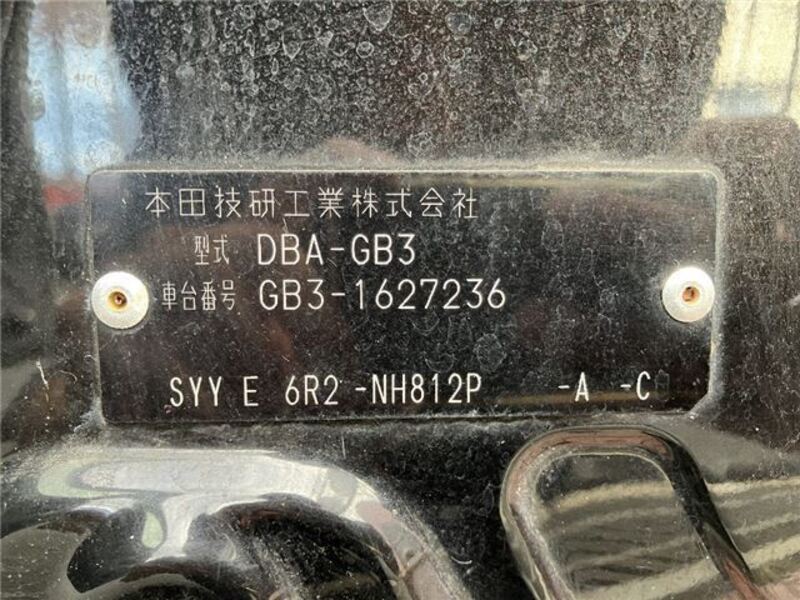 本田技研工業株式会社
型式 DBA-GB3
車台番号 GB3-1627236
SYY E 6R2 -NH812P -A -C